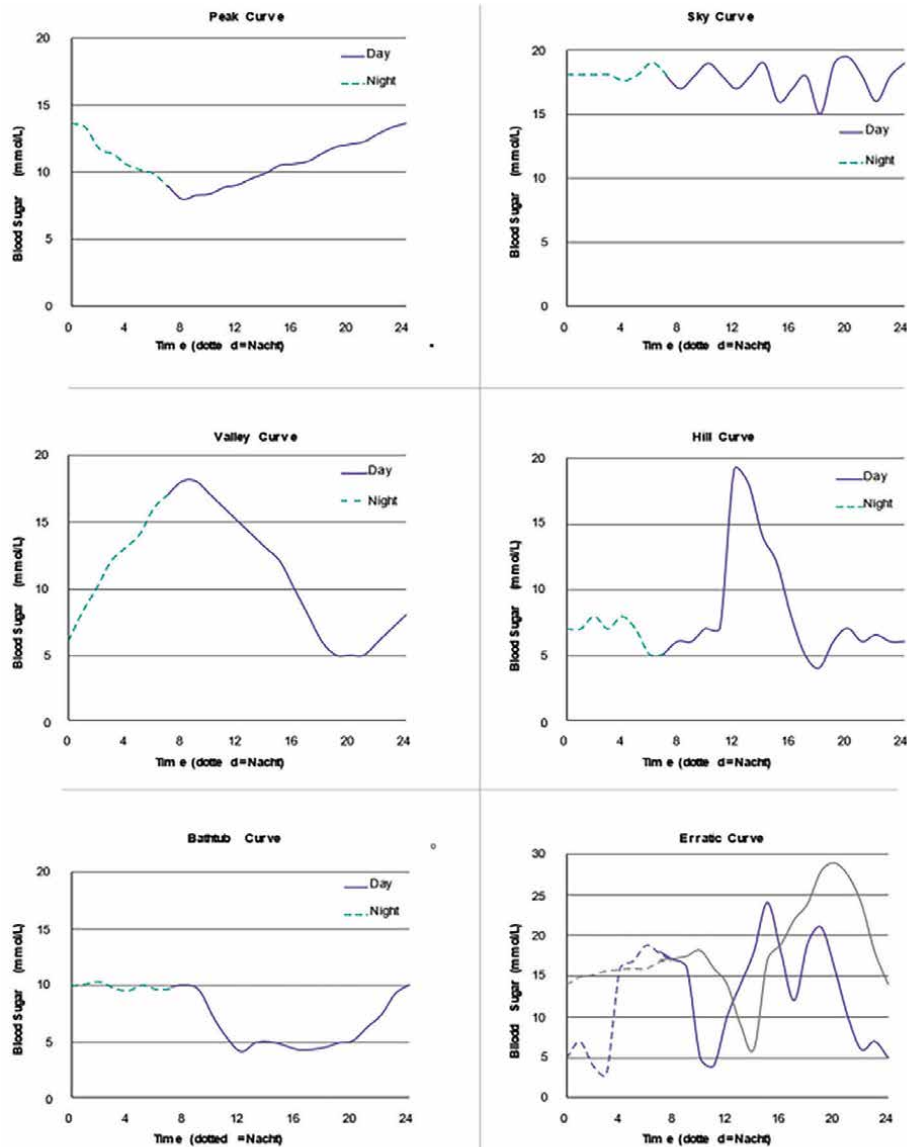 Peak Curve
20
15
10
5
0
Blood Sugar (mmol/L)
Day
Night
0 4 8 12 16 20 24
Tim e (dotte d=Nacht)
Sky Curve
20
15
10
5
0
Blood Sugar (mmol/L)
Day
Night
0 4 8 12 16 20 24
Tim e (dotte d=Nacht)
Valley Curve
20
15
10
5
0
Blood Sugar (mmol/L)
Day
Night
0 4 8 12 16 20 24
Tim e (dotte d=Nacht)
Hill Curve
20
15
10
5
0
Blood Sugar (mmol/L)
Day
Night
0 4 8 12 16 20 24
Tim e (dotte d=Nacht)
Bathtub Curve
20
15
10
5
0
Blood Sugar (mmol/L)
Day
Night
0 4 8 12 16 20 24
Tim e (dotted d=Nacht)
Erratic Curve
30
25
20
15
10
5
0
Bllodd Sugar (mmol/L)
0 4 8 12 16 20 24
Tim e (dotted =Nacht)